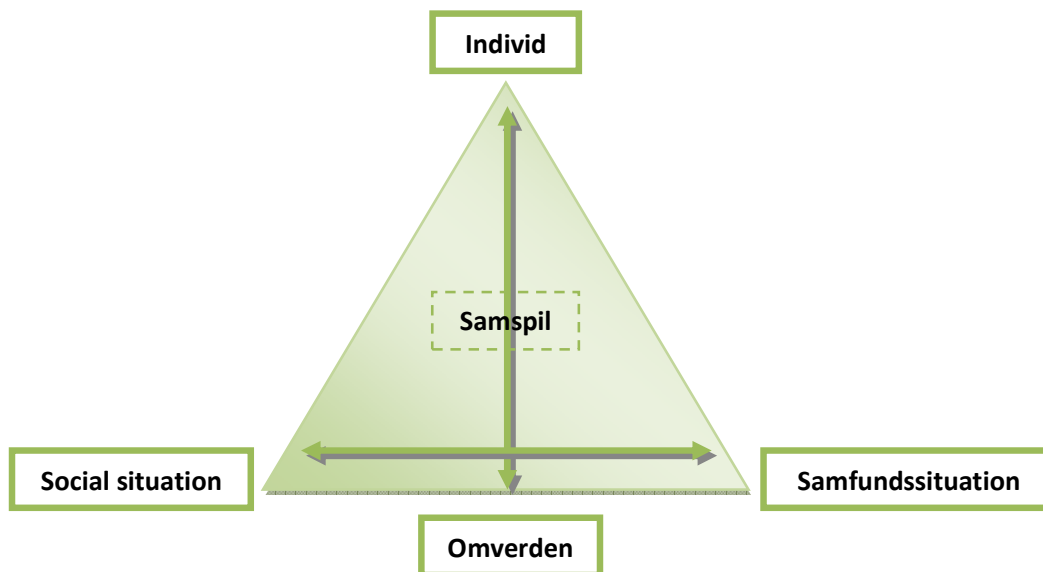 Individ
Samspil
Social situation
Samfundssituation
Omverden